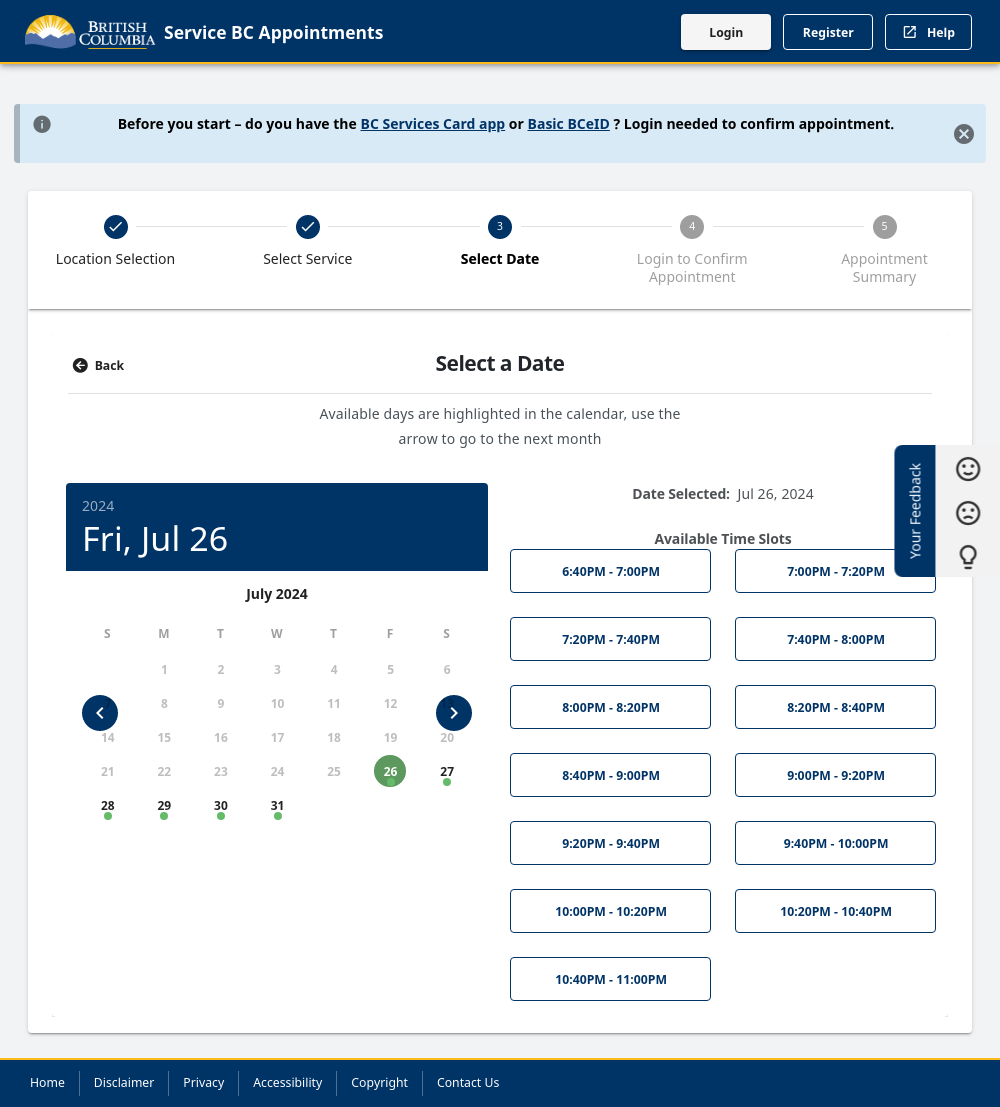 BRITISH
COLUMBIA
Service BC Appointments
Login
Register
Help
Before you start – do you have the BC Services Card app or Basic BCeID ? Login needed to confirm appointment.
3
4
5
Location Selection
Select Service
Select Date
Login to Confirm
Appointment
Appointment
Summary
Back
Select a Date
Available days are highlighted in the calendar, use the
arrow to go to the next month
2024
Fri, Jul 26
July 2024
S M T W T F S
1 2 3 4 5 6
8 9 10 11 12
14 15 16 17 18 19 20
21 22 23 24 25 26 27
28 29 30 31
Date Selected: Jul 26, 2024
Available Time Slots
6:40PM - 7:00PM
7:00PM - 7:20PM
7:20PM - 7:40PM
7:40PM - 8:00PM
8:00PM - 8:20PM
8:20PM - 8:40PM
8:40PM - 9:00PM
9:00PM - 9:20PM
9:20PM - 9:40PM
9:40PM - 10:00PM
10:00PM - 10:20PM
10:20PM - 10:40PM
10:40PM - 11:00PM
Your Feedback
Home
Disclaimer
Privacy
Accessibility
Copyright
Contact Us